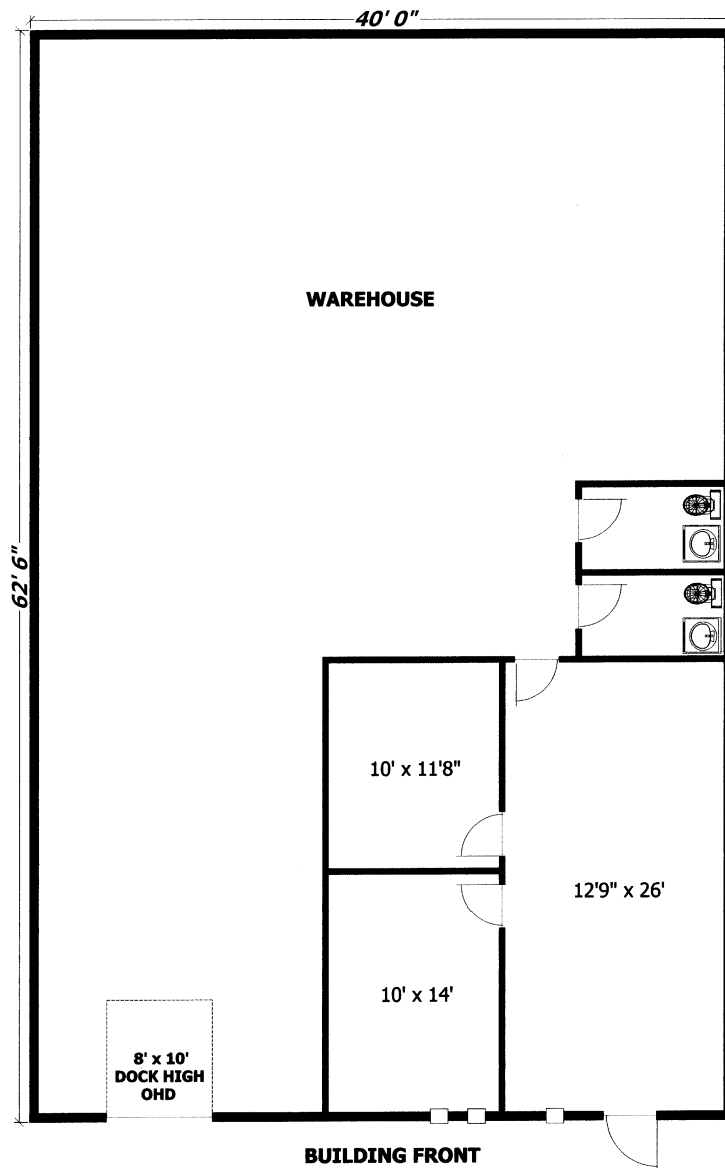 40' 0"
WAREHOUSE
62' 6"
10' x 11'8"
12'9" x 26'
10' x 14'
8' x 10'
DOCK HIGH
OHD
BUILDING FRONT